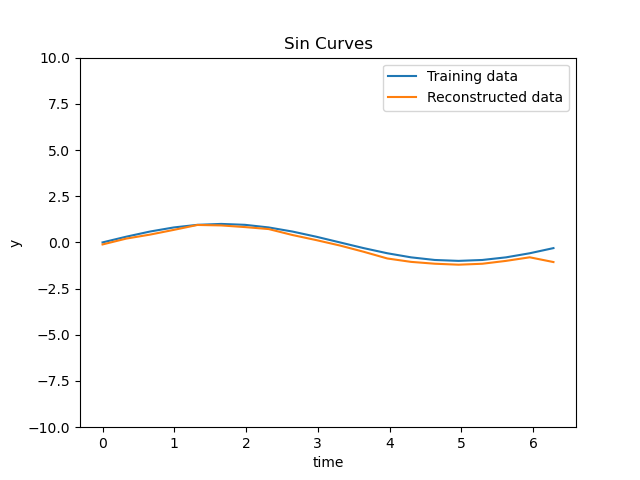 Sin Curves
Training data
Reconstructed data
10.0
7.5
5.0
2.5
0.0
−2.5
−5.0
−7.5
−10.0
y
0 1 2 3 4 5 6
time